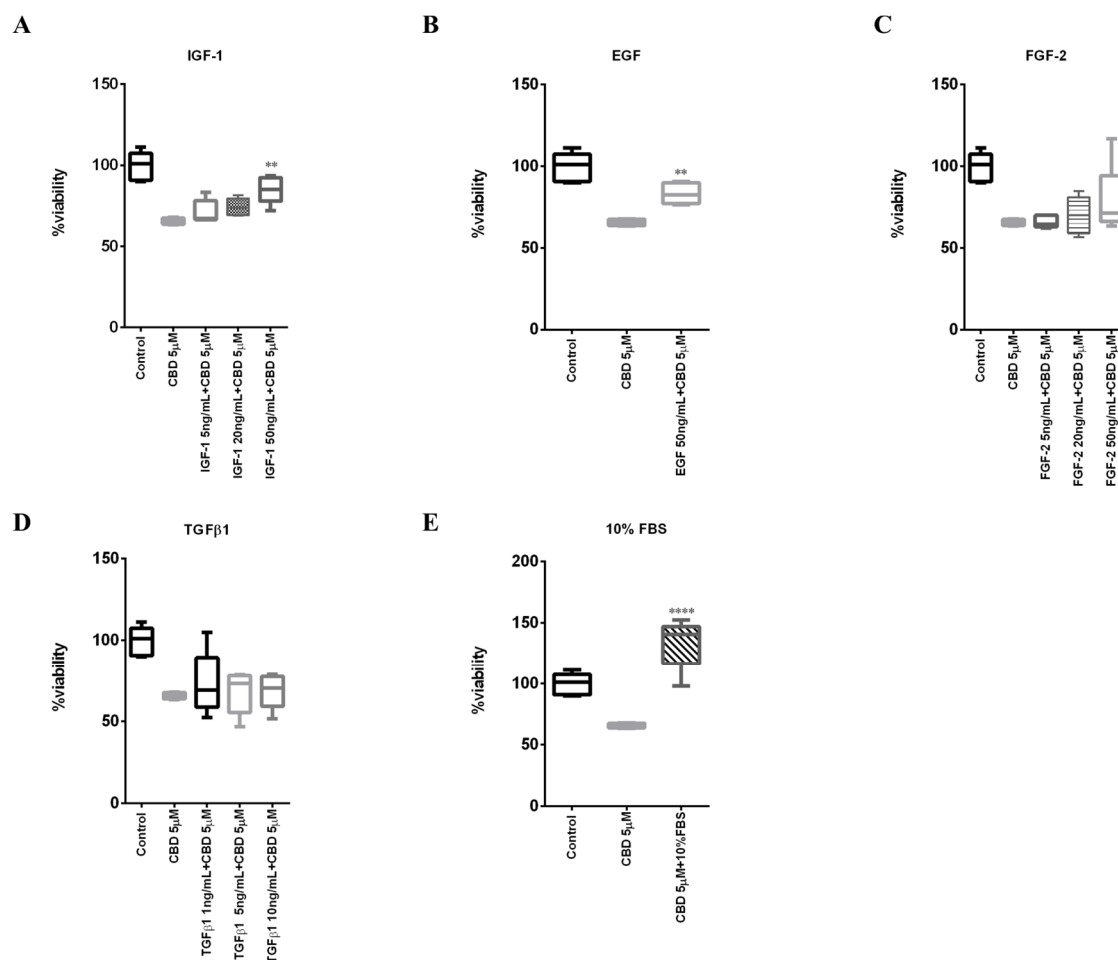 A
IGF-1
%viability
150
100
50
0
**
Control
CBD 5µM
IGF-1 5ng/mL+CBD 5µM
IGF-1 20ng/mL+CBD 5µM
IGF-1 50ng/mL+CBD 5µM
B
EGF
%viability
150
100
50
0
**
Control
CBD 5µM
EGF 50ng/mL+CBD 5µM
C
FGF-2
%viability
150
100
50
0
Control
CBD 5µM
FGF-2 5ng/mL+CBD 5µM
FGF-2 20ng/mL+CBD 5µM
FGF-2 50ng/mL+CBD 5µM
D
TGFβ1
%viability
150
100
50
0
Control
CBD 5µM
TGFβ1 1ng/mL+CBD 5µM
TGFβ1 5ng/mL+CBD 5µM
TGFβ1 10ng/mL+CBD 5µM
E
10% FBS
%viability
200
150
100
50
0
****
Control
CBD 5µM
CBD 5µM+10%FBS